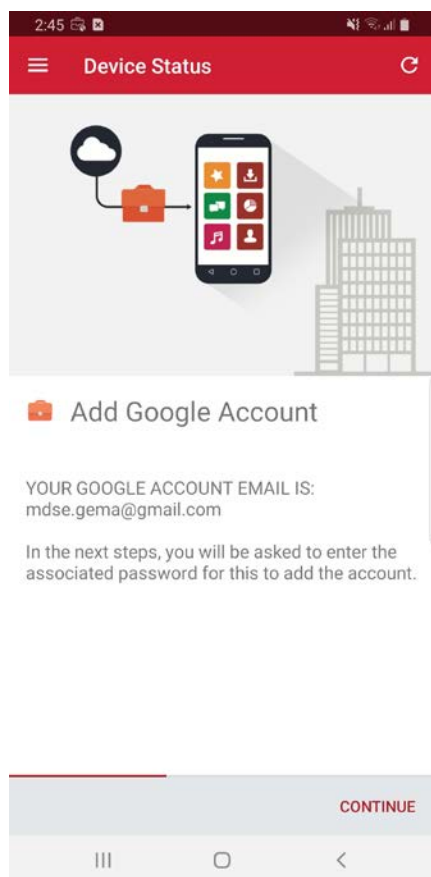 2:45
Device Status
Add Google Account
YOUR GOOGLE ACCOUNT EMAIL IS:
mdse.gema@gmail.com
In the next steps, you will be asked to enter the
associated password for this to add the account.
CONTINUE